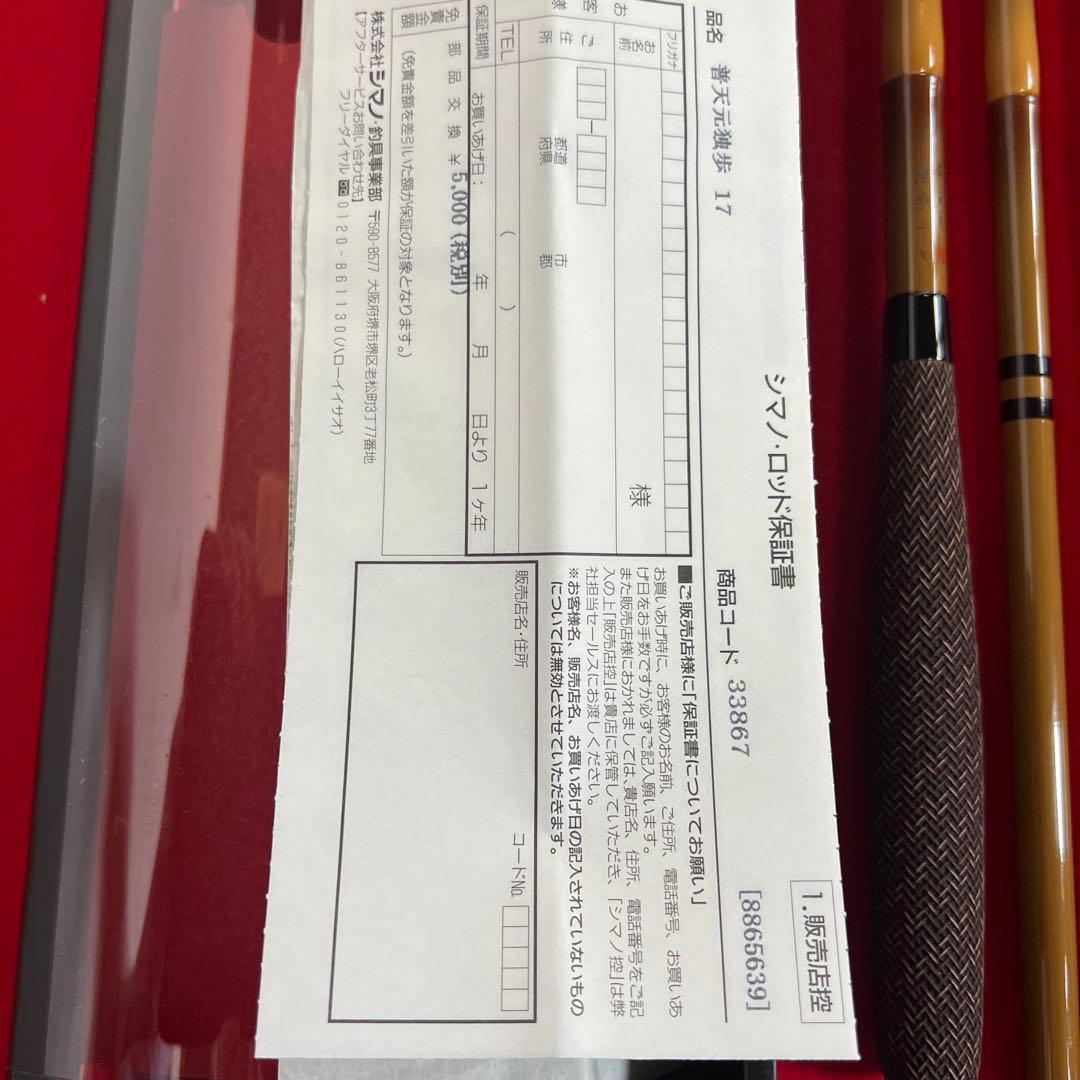 シマノ・ロッド保証書
1.販売店控
品名 普天元独歩 17
商品コード 33867
[8865639]
フリガナ
お名前
様
お客様
ご住所
都道府県
市郡
TEL ( )
保証期間 お買いあげ日: 年 月 日より 1ヶ年
免責金額 部品交換 ¥5,000(税別)
(免責金額を差引いた額が保証の対象となります。)
株式会社シマノ・釣具事業部 〒590-8577 大阪府堺市堺区老松町3丁77番地
【アフターサービスお問い合わせ先】
フリーダイヤル 0120-861130(ハローイイサオ)
■ご販売店様に「保証書についてお願い」
お買いあげ時に、お客様のお名前、ご住所、電話番号、お買いあ
げ日をお手数ですが必ずご記入願います。
また販売店様におかれましては、貴店名、住所、電話番号をご記
入の上「販売店控」は貴店に保管していただき、「シマノ控」は弊
社担当セールスにお渡しください。
※お客様名、販売店名、お買いあげ日の記入されていないもの
については無効とさせていただきます。
販売店名・住所
コードNo.